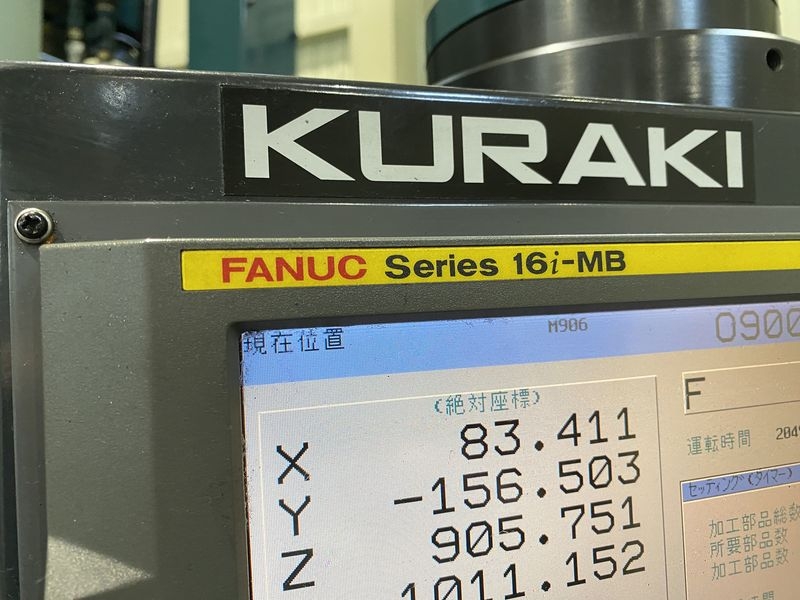 KURAKI
FANUC Series 16i-MB
現在位置 M906 O900
(絶対座標)
X 83.411
Y -156.503
Z 905.751
1011.152
F
運転時間 204
セッティング(タイマー)
加工部品総数
所要部品数
加工部品数